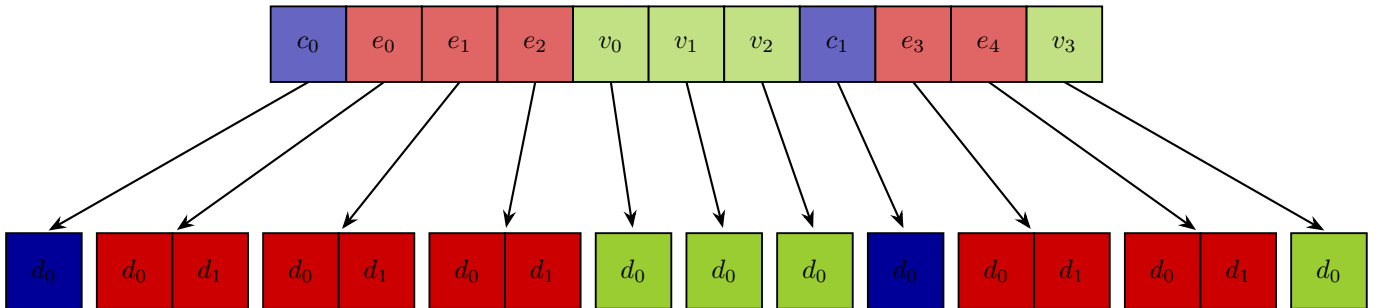 c₀ e₀ e₁ e₂ v₀ v₁ v₂ c₁ e₃ e₄ v₃
d₀ d₀ d₁ d₀ d₁ d₀ d₁ d₀ d₀ d₀ d₀ d₀ d₁ d₀ d₁ d₀